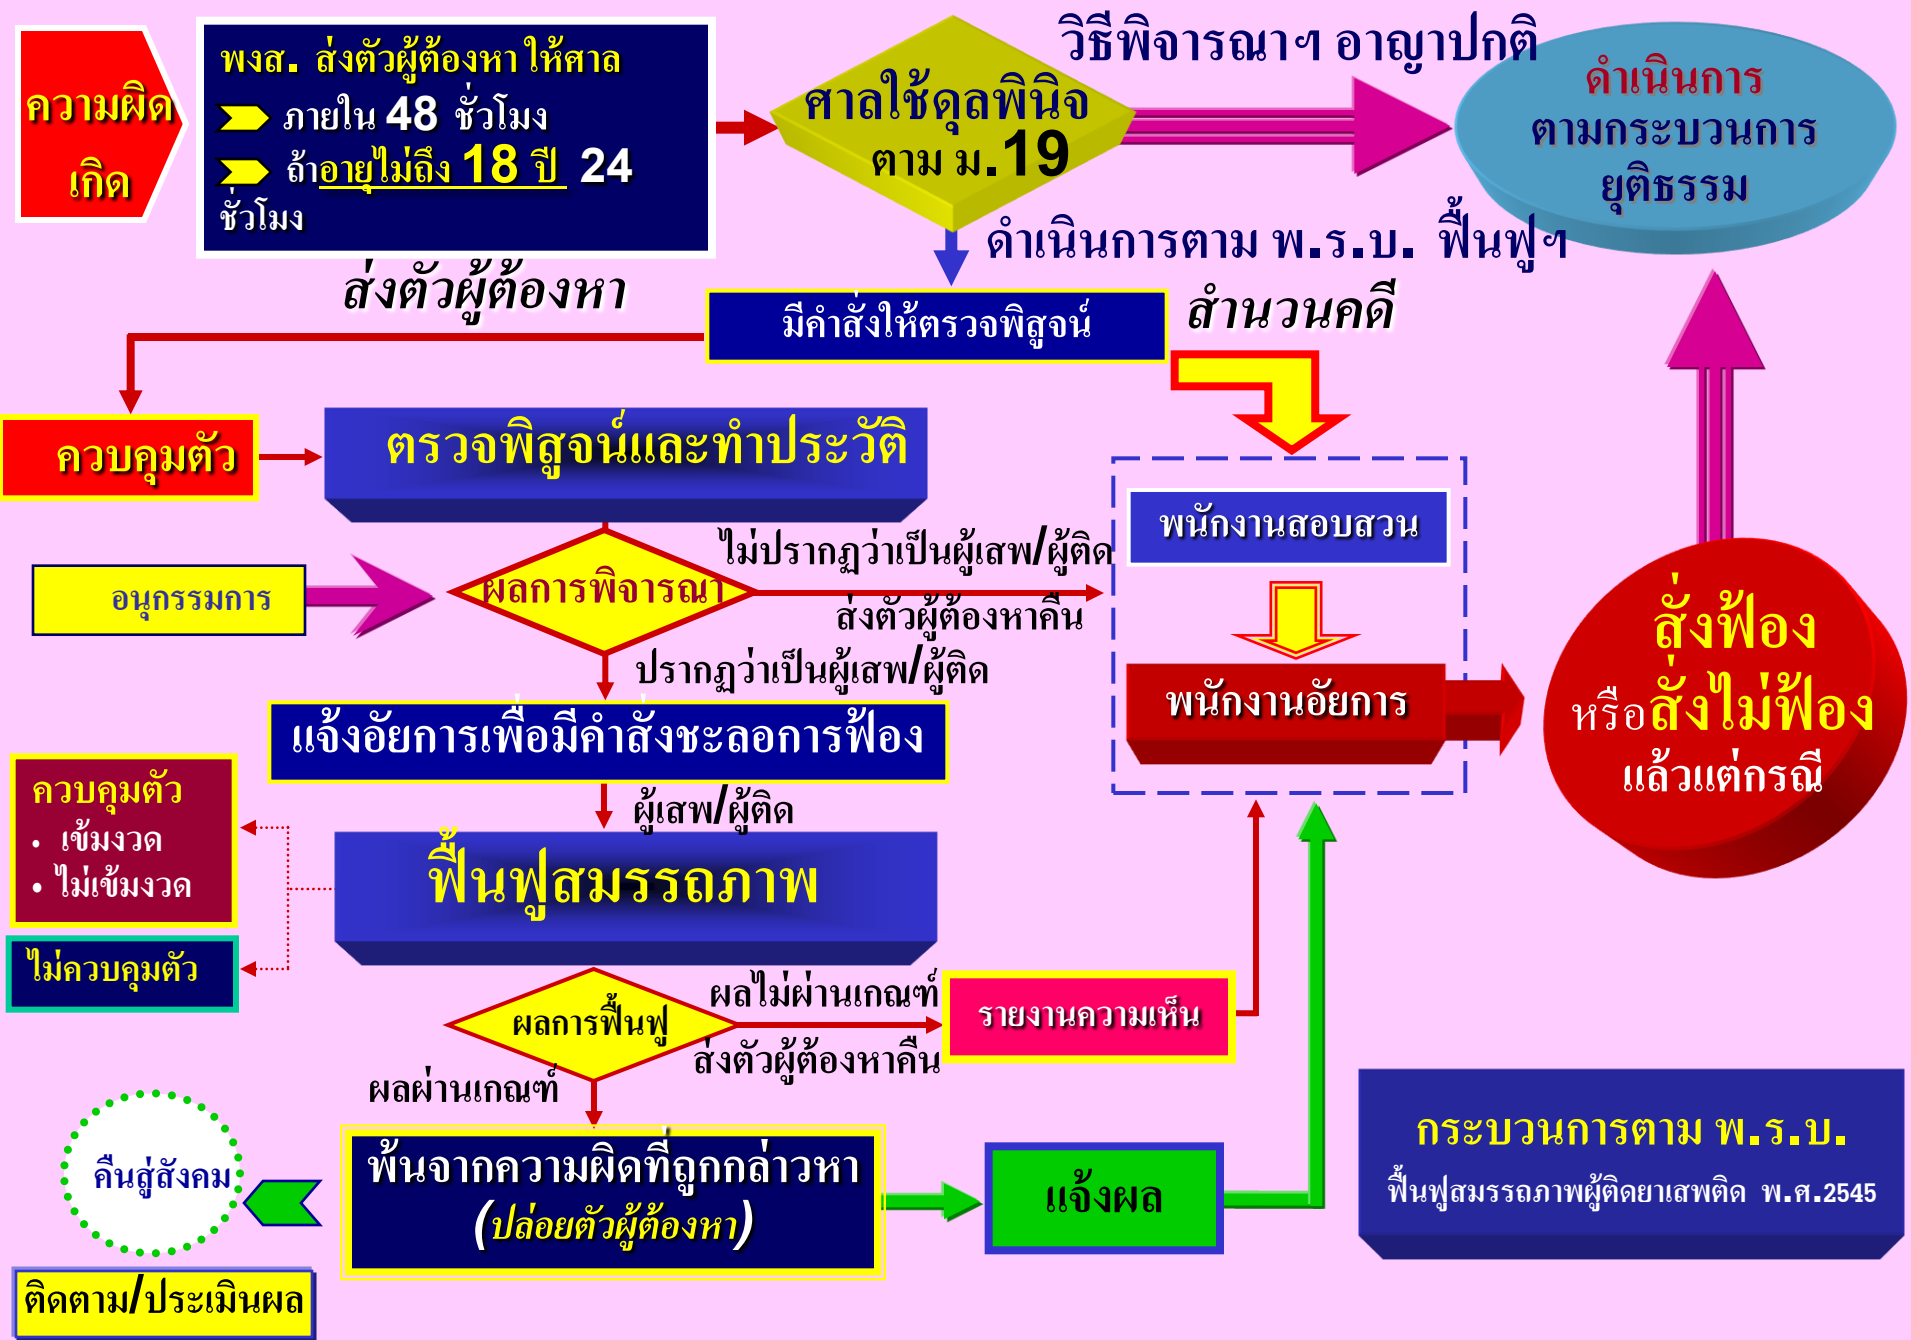 ความผิด
เกิด
พงส. ส่งตัวผู้ต้องหา ให้ศาล
ภายใน 48 ชั่วโมง
ถ้าอายุไม่ถึง 18 ปี 24
ชั่วโมง
ศาลใช้ดุลพินิจ
ตาม ม.19
วิธีพิจารณาฯ อาญาปกติ
ดำเนินการ
ตามกระบวนการ
ยุติธรรม
ดำเนินการตาม พ.ร.บ. ฟื้นฟูฯ
ส่งตัวผู้ต้องหา
มีคำสั่งให้ตรวจพิสูจน์
สำนวนคดี
ควบคุมตัว
ตรวจพิสูจน์และทำประวัติ
พนักงานสอบสวน
ไม่ปรากฏว่าเป็นผู้เสพ/ผู้ติด
อนุกรรมการ
ผลการพิจารณา
ส่งตัวผู้ต้องหาคืน
ปรากฏว่าเป็นผู้เสพ/ผู้ติด
พนักงานอัยการ
สั่งฟ้อง
หรือสั่งไม่ฟ้อง
แล้วแต่กรณี
แจ้งอัยการเพื่อมีคำสั่งชะลอการฟ้อง
ผู้เสพ/ผู้ติด
ควบคุมตัว
• เข้มงวด
• ไม่เข้มงวด
ฟื้นฟูสมรรถภาพ
ไม่ควบคุมตัว
ผลไม่ผ่านเกณฑ์
ผลการฟื้นฟู
รายงานความเห็น
ส่งตัวผู้ต้องหาคืน
ผลผ่านเกณฑ์
คืนสู่สังคม
พ้นจากความผิดที่ถูกกล่าวหา
(ปล่อยตัวผู้ต้องหา)
แจ้งผล
กระบวนการตาม พ.ร.บ.
ฟื้นฟูสมรรถภาพผู้ติดยาเสพติด พ.ศ.2545
ติดตาม/ประเมินผล